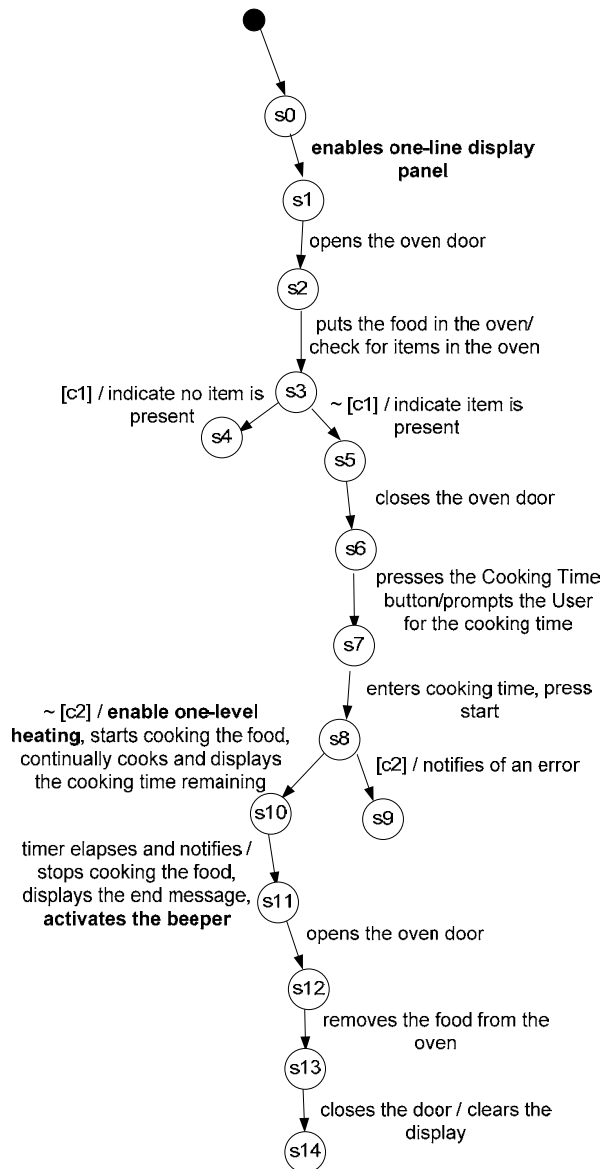 s0
enables one-line display
panel
s1
opens the oven door
s2
puts the food in the oven/
check for items in the oven
s3
[c1] / indicate no item is
present
~ [c1] / indicate item is
present
s4
s5
closes the oven door
s6
presses the Cooking Time
button/prompts the User
for the cooking time
s7
enters cooking time, press
start
s8
~ [c2] / enable one-level
heating, starts cooking the food,
continually cooks and displays
the cooking time remaining
[c2] / notifies of an error
s10
s9
timer elapses and notifies /
stops cooking the food,
displays the end message,
activates the beeper
s11
opens the oven door
s12
removes the food from the
oven
s13
closes the door / clears the
display
s14